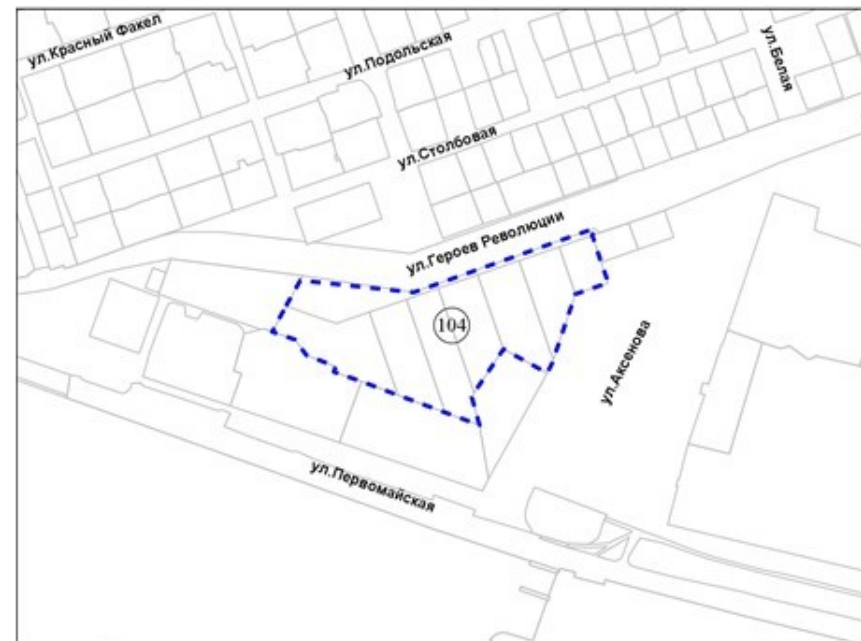 ул.Красный Факел
ул.Подольская
ул.Белая
ул.Столбовая
ул.Героев Революции
104
ул.Аксенова
ул.Первомайская